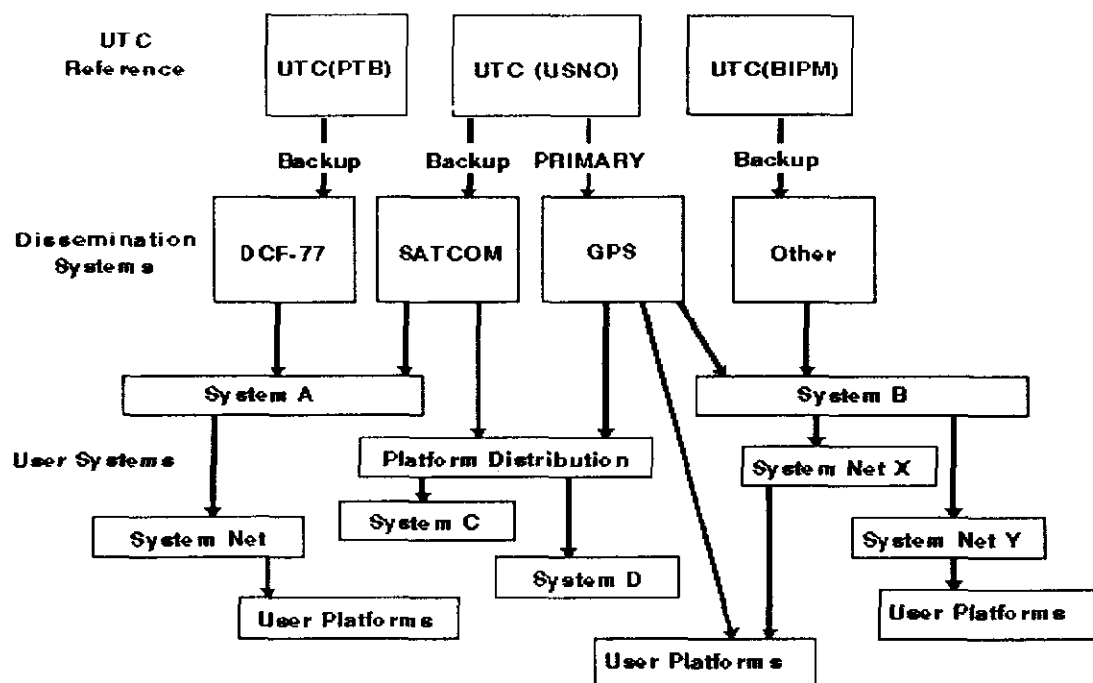 UTC
Reference
UTC(PTB)
UTC (USNO)
UTC(BIPM)
Backup
Backup
PRIMARY
Backup
Dissemination
Systems
DCF-77
SATCOM
GPS
Other
System A
System B
User Systems
Platform Distribution
System Net X
System C
System Net
System Net Y
System D
User Platforms
User Platforms
User Platforms